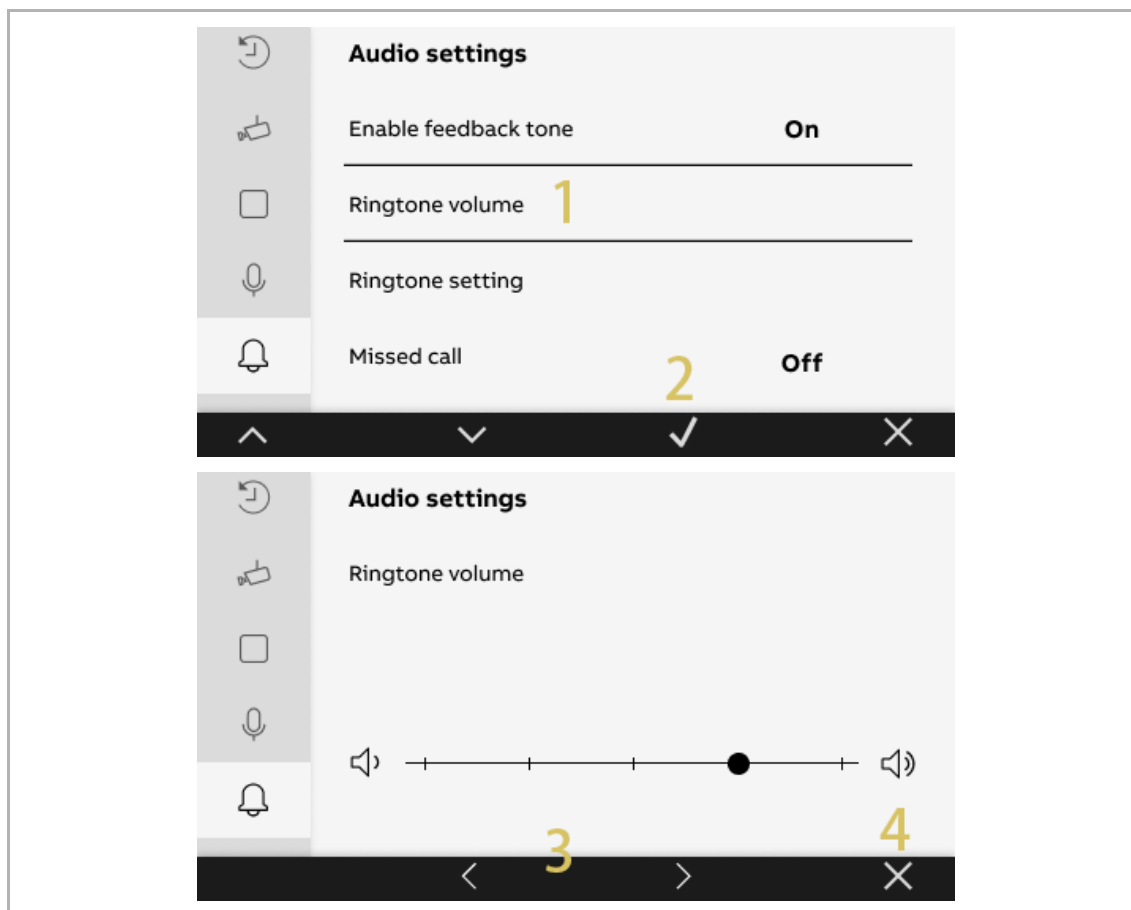 Audio settings
Enable feedback tone On
Ringtone volume 1
Ringtone setting
Missed call 2 Off
Audio settings
Ringtone volume
3 4